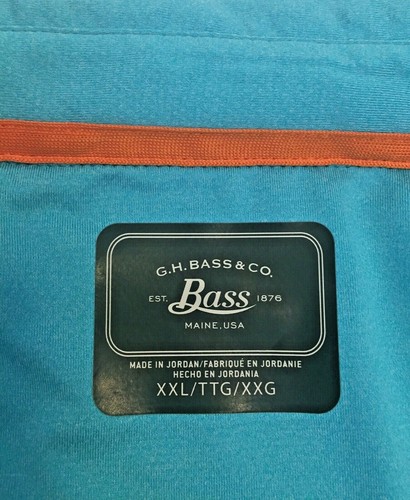 G.H. BASS & CO.
EST. Bass 1876
MAINE, USA
MADE IN JORDAN/FABRIQUÉ EN JORDANIE
HECHO EN JORDANIA
XXL/TTG/XXG